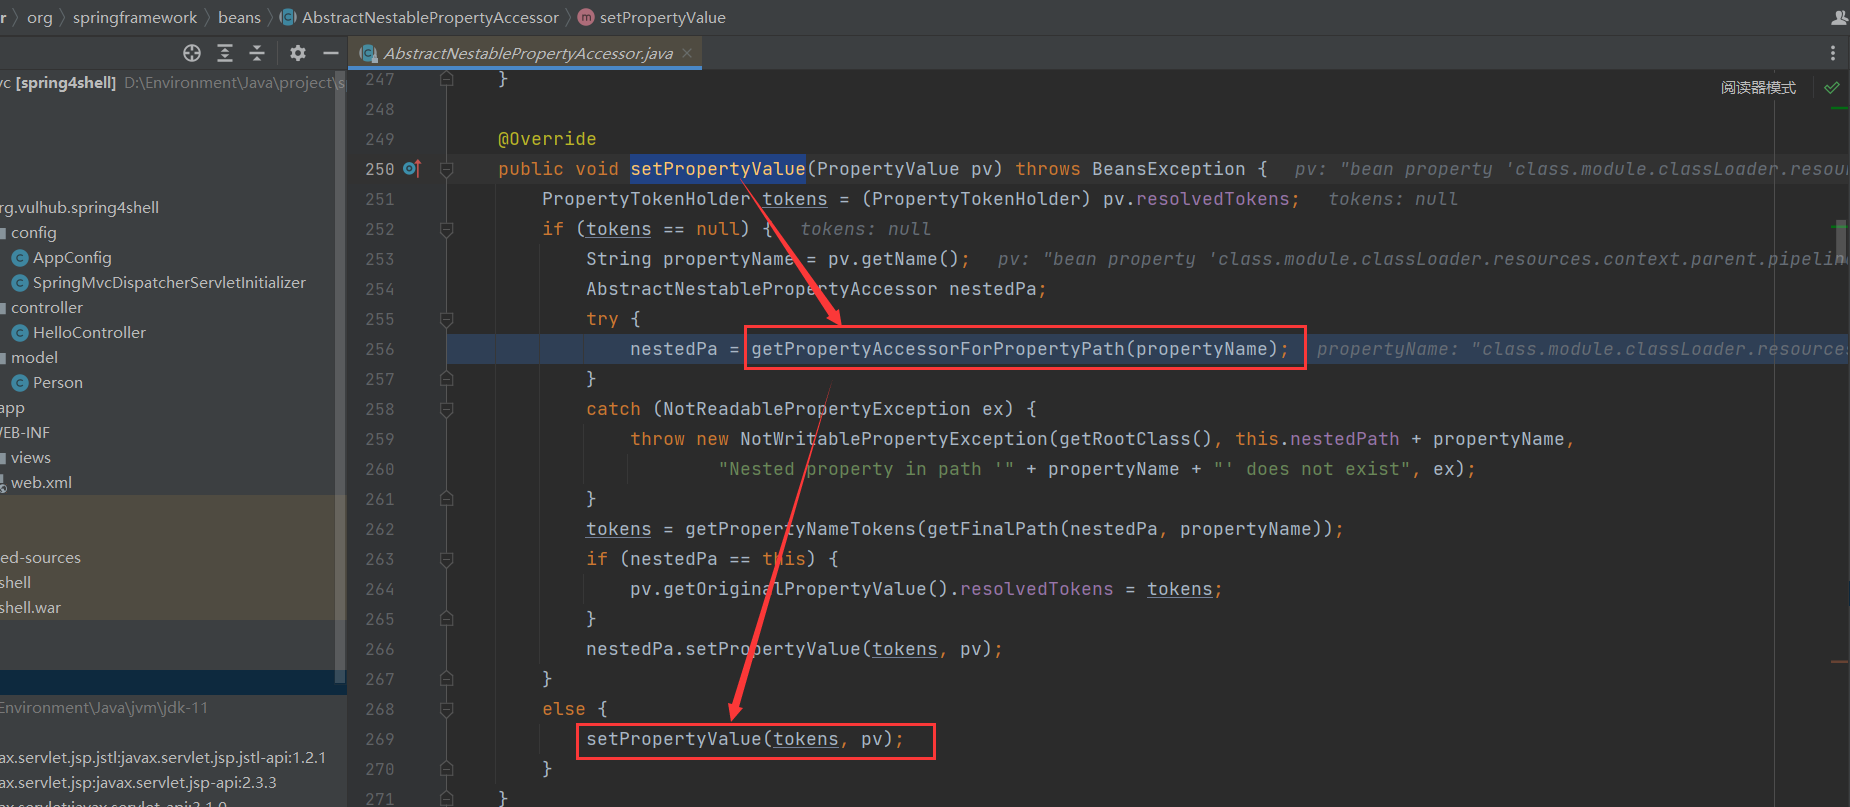 r 〉 org 〉 springframework 〉 beans 〉 AbstractNestablePropertyAccessor 〉 m setPropertyValue
AbstractNestablePropertyAccessor.java ×
阅读器模式
vc [spring4shell] D:\Environment\Java\project\s
rg.vulhub.spring4shell
config
C AppConfig
C SpringMvcDispatcherServletInitializer
controller
C HelloController
model
C Person
app
WEB-INF
views
web.xml
ed-sources
shell
shell.war
Environment\Java\jvm\jdk-11
ax.servlet.jsp.jstl:javax.servlet.jsp.jstl-api:1.2.1
ax.servlet.jsp:javax.servlet.jsp-api:2.3.3
247 }
248
249 @Override
250 public void setPropertyValue(PropertyValue pv) throws BeansException { pv: "bean property 'class.module.classLoader.resou
251 PropertyTokenHolder tokens = (PropertyTokenHolder) pv.resolvedTokens; tokens: null
252 if (tokens == null) { tokens: null
253 String propertyName = pv.getName(); pv: "bean property 'class.module.classLoader.resources.context.parent.pipelin
254 AbstractNestablePropertyAccessor nestedPa;
255 try {
256 nestedPa = getPropertyAccessorForPropertyPath(propertyName); propertyName: "class.module.classLoader.resources
257 }
258 catch (NotReadablePropertyException ex) {
259 throw new NotWritablePropertyException(getRootClass(), this.nestedPath + propertyName,
260 "Nested property in path '" + propertyName + "' does not exist", ex);
261 }
262 tokens = getPropertyNameTokens(getFinalPath(nestedPa, propertyName));
263 if (nestedPa == this) {
264 pv.getOriginalPropertyValue().resolvedTokens = tokens;
265 }
266 nestedPa.setPropertyValue(tokens, pv);
267 }
268 else {
269 setPropertyValue(tokens, pv);
270 }
271 }